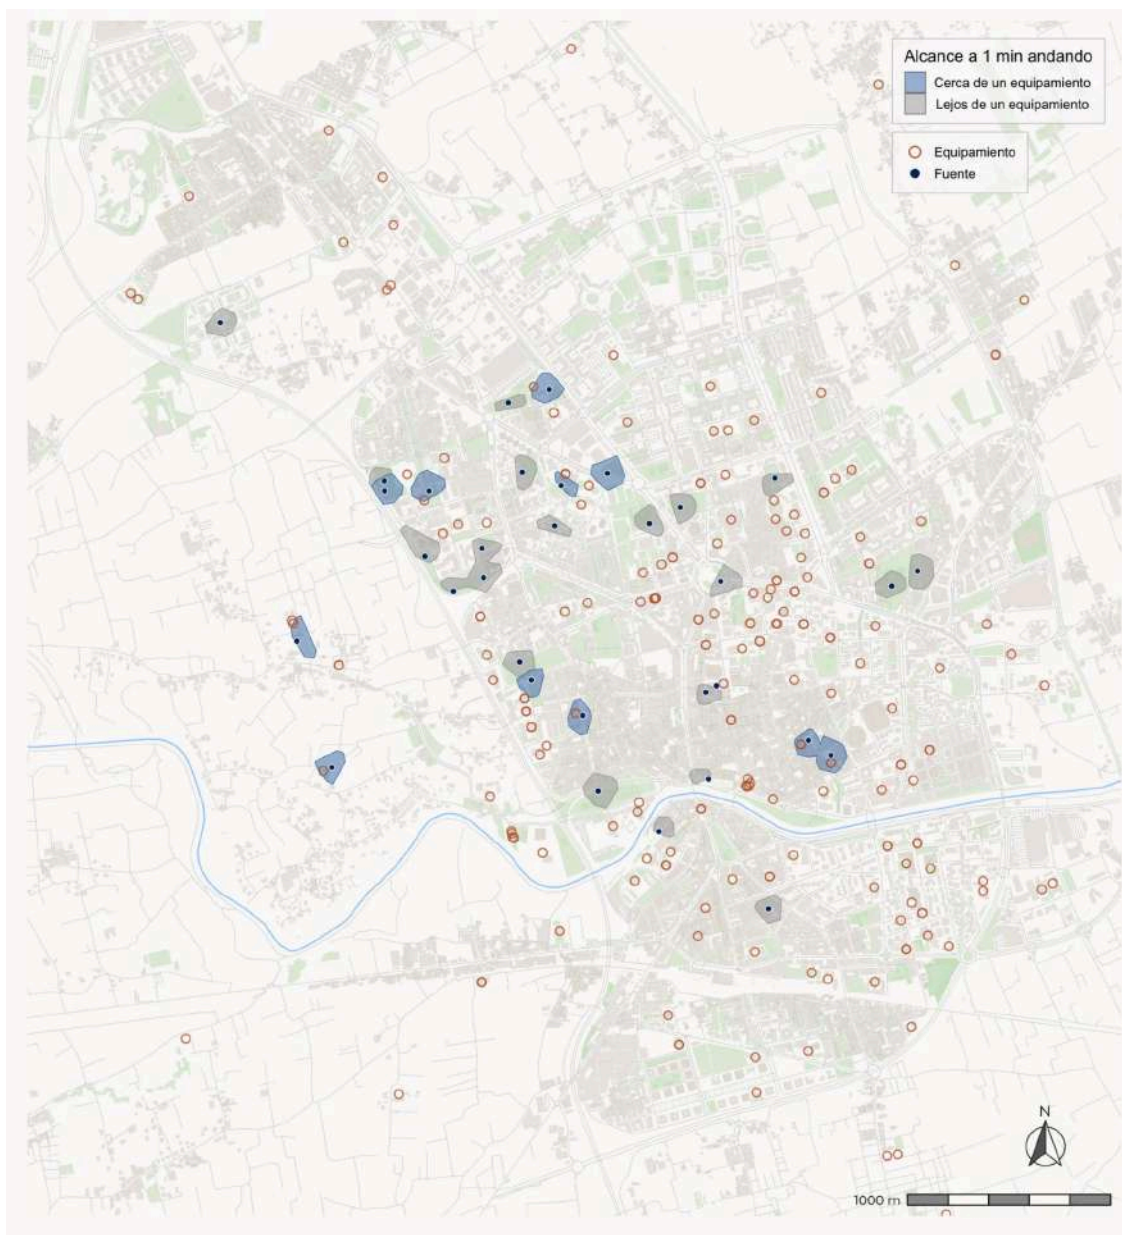 Alcance a 1 min andando
Cerca de un equipamiento
Lejos de un equipamiento
Equipamiento
Fuente
N
1000 m